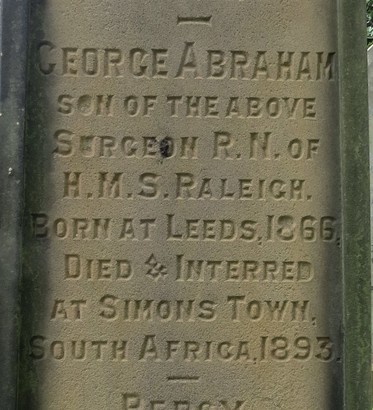 GEORGE ABRAHAM
SON OF THE ABOVE
SURGEON R.N. OF
H.M.S. RALEIGH.
BORN AT LEEDS, 1866,
DIED & INTERRED
AT SIMONS TOWN,
SOUTH AFRICA, 1893.
PERCY